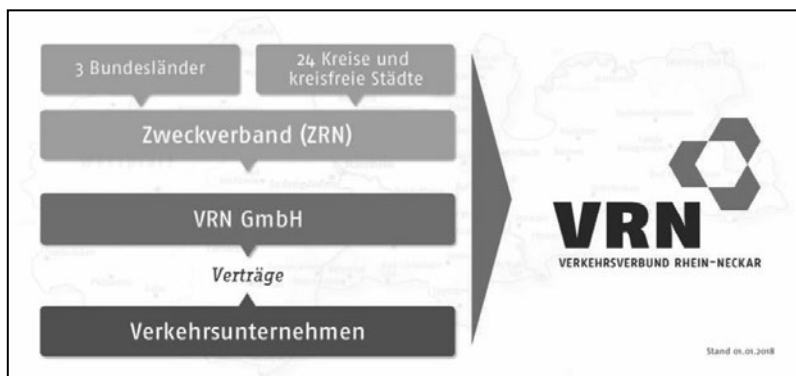 3 Bundesländer
24 Kreise und
kreisfreie Städte
Zweckverband (ZRN)
VRN GmbH
Verträge
Verkehrsunternehmen
VRN
VERKEHRSVERBUND RHEIN-NECKAR
Stand 01.01.2018